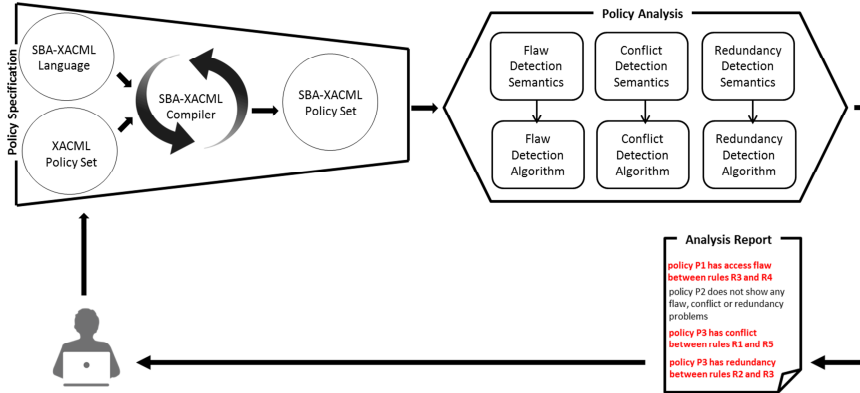 Policy Specification
SBA-XACML
Language
XACML
Policy Set
SBA-XACML
Compiler
SBA-XACML
Policy Set
Policy Analysis
Flaw
Detection
Semantics
Conflict
Detection
Semantics
Redundancy
Detection
Semantics
Flaw
Detection
Algorithm
Conflict
Detection
Algorithm
Redundancy
Detection
Algorithm
Analysis Report
policy P1 has access flaw
between rules R3 and R4
policy P2 does not show any
flaw, conflict or redundancy
problems
policy P3 has conflict
between rules R1 and R5
policy P3 has redundancy
between rules R2 and R3